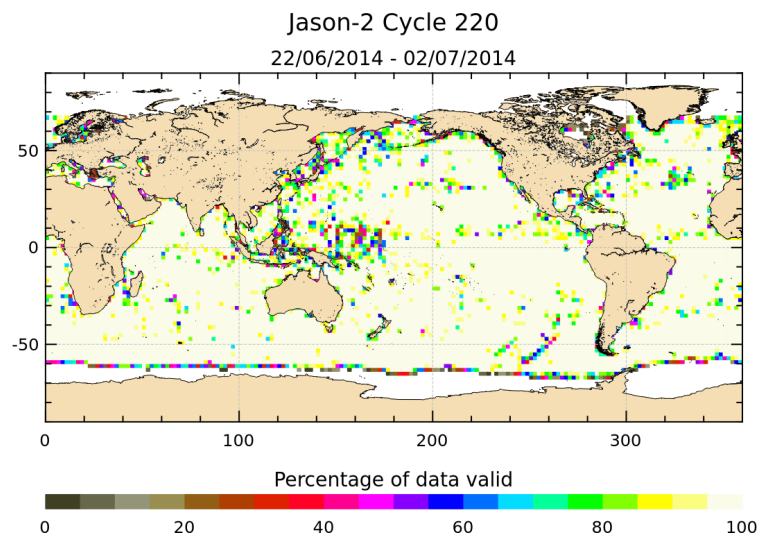 Jason-2 Cycle 220
22/06/2014 - 02/07/2014
50
0
-50
0 100 200 300
Percentage of data valid
0 20 40 60 80 100